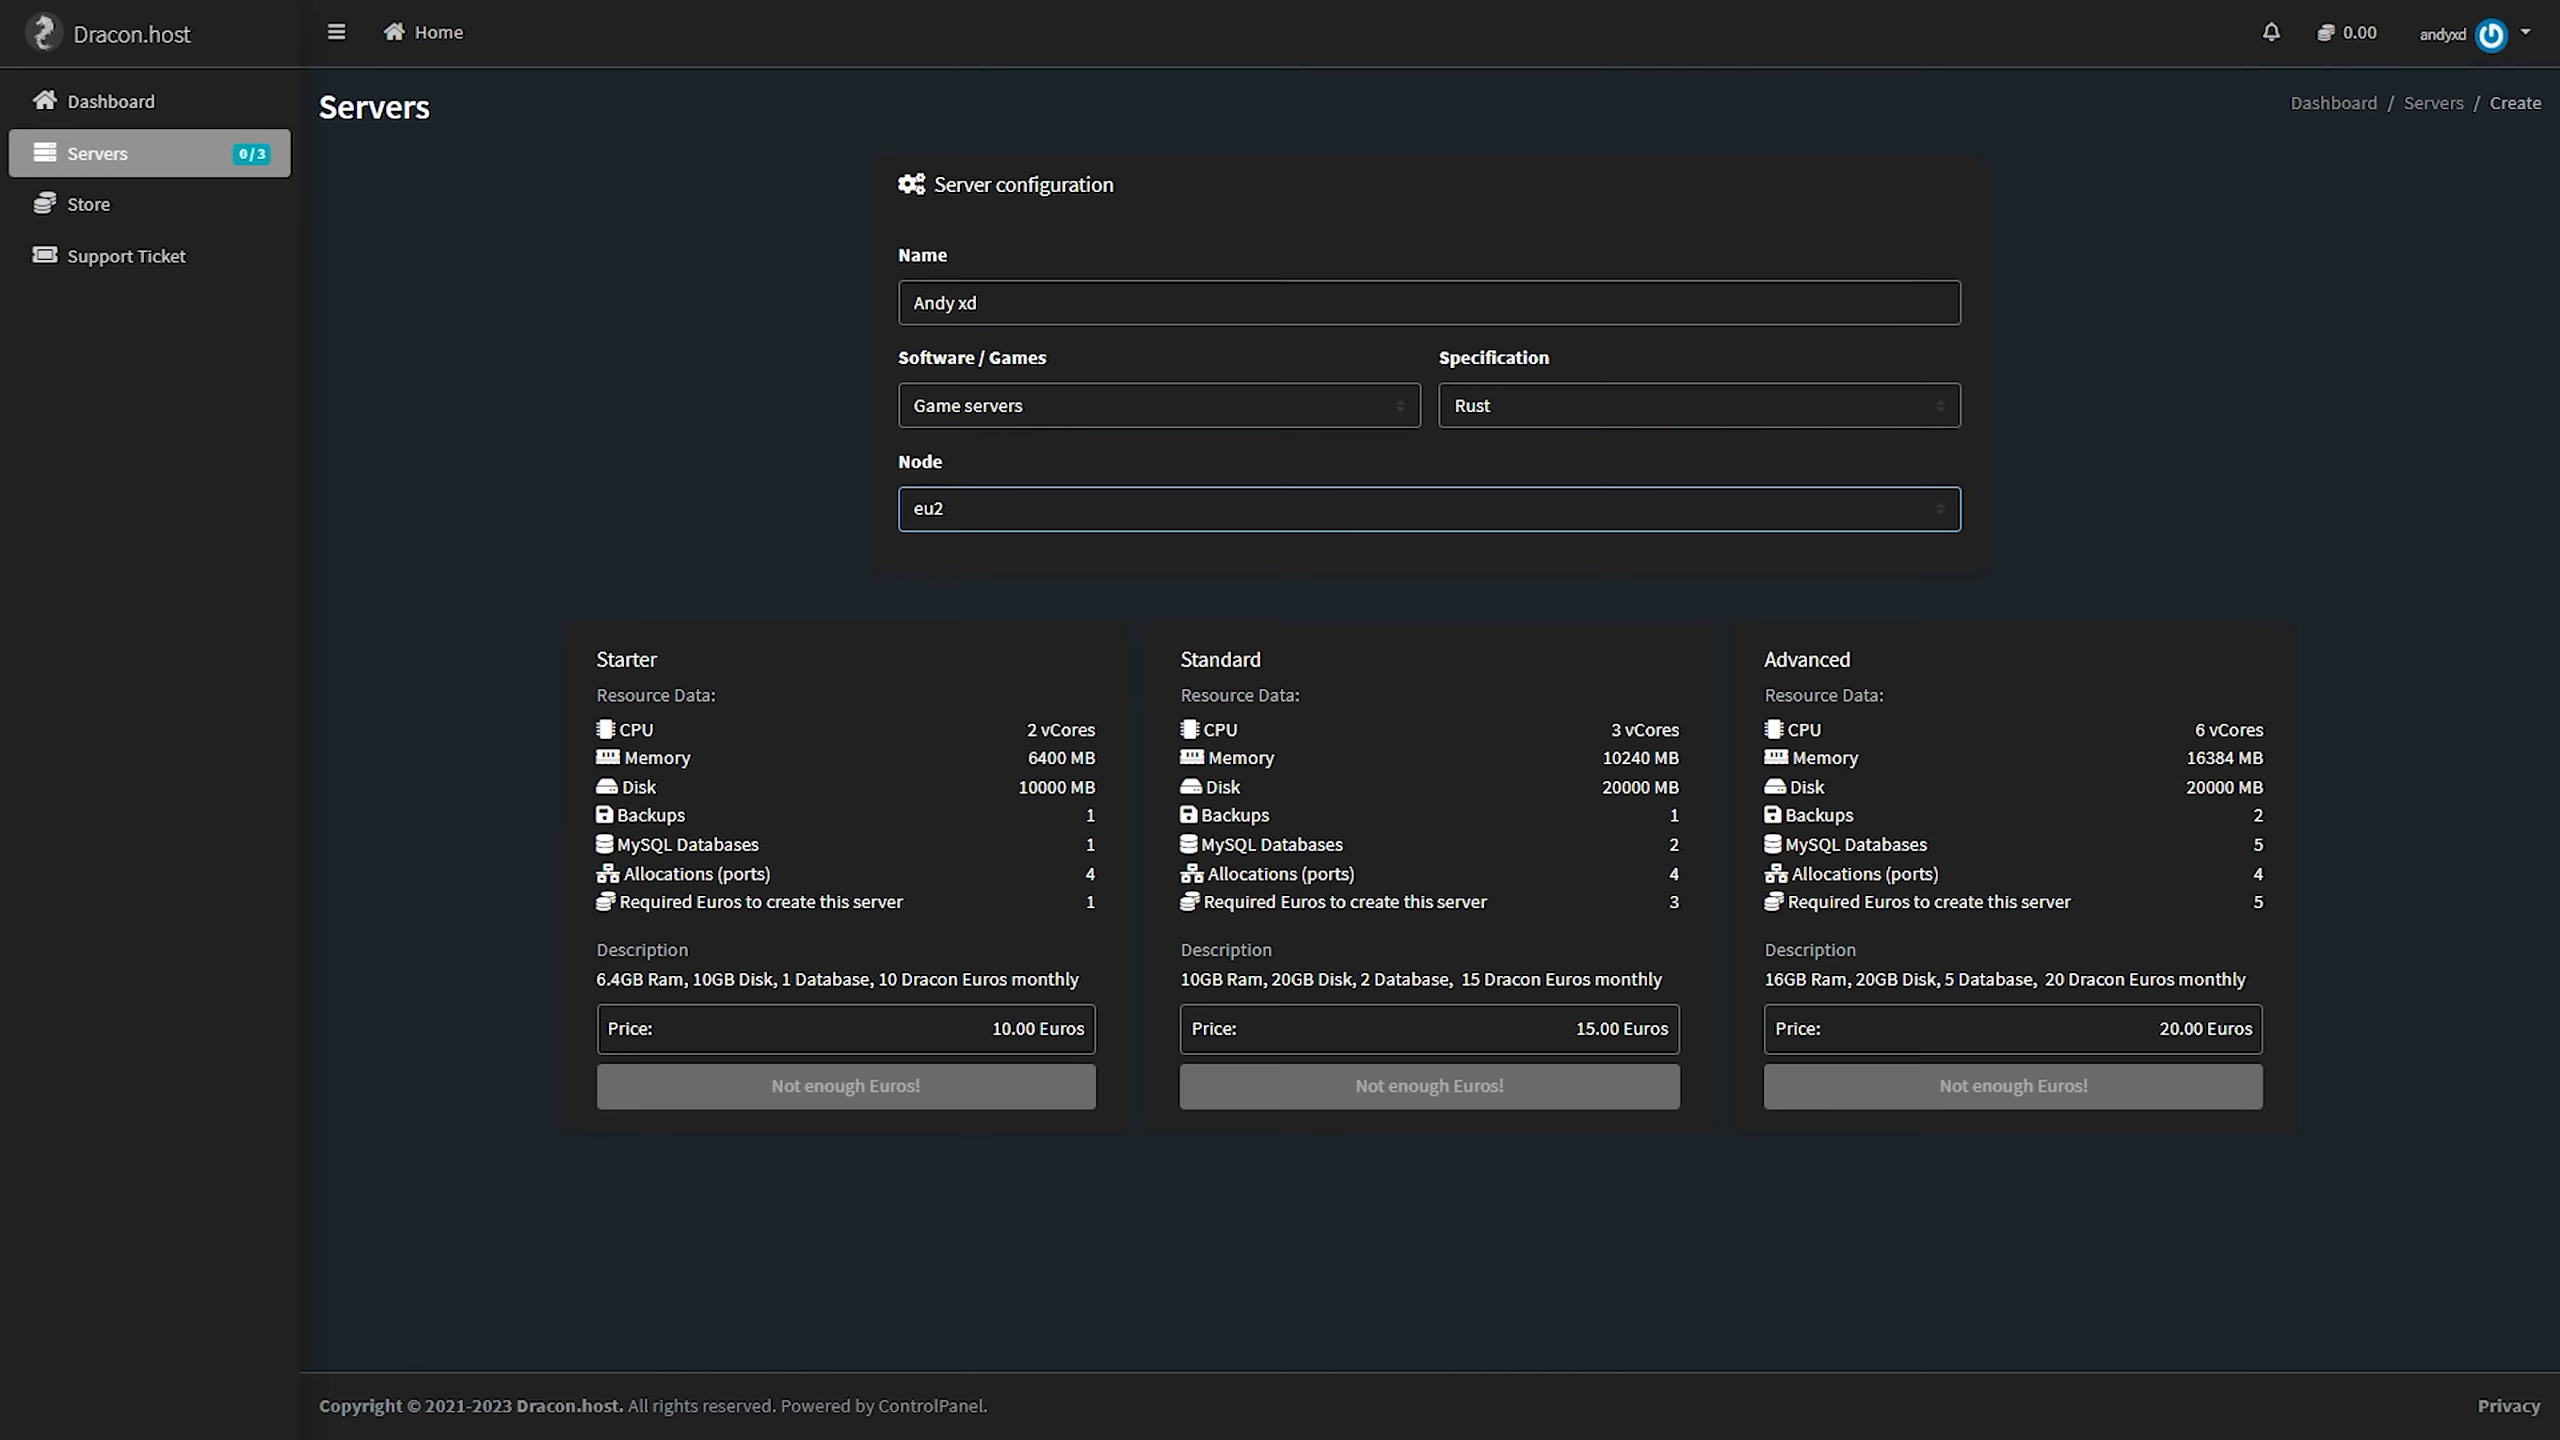 Dracon.host
Home
0.00
andyxd
Dashboard
Servers 0/3
Store
Support Ticket
Servers
Dashboard / Servers / Create
Server configuration
Name
Andy xd
Software / Games Specification
Game servers Rust
Node
eu2
Starter
Resource Data:
CPU 2 vCores
Memory 6400 MB
Disk 10000 MB
Backups 1
MySQL Databases 1
Allocations (ports) 4
Required Euros to create this server 1
Description
6.4GB Ram, 10GB Disk, 1 Database, 10 Dracon Euros monthly
Price: 10.00 Euros
Not enough Euros!
Standard
Resource Data:
CPU 3 vCores
Memory 10240 MB
Disk 20000 MB
Backups 1
MySQL Databases 2
Allocations (ports) 4
Required Euros to create this server 3
Description
10GB Ram, 20GB Disk, 2 Database, 15 Dracon Euros monthly
Price: 15.00 Euros
Not enough Euros!
Advanced
Resource Data:
CPU 6 vCores
Memory 16384 MB
Disk 20000 MB
Backups 2
MySQL Databases 5
Allocations (ports) 4
Required Euros to create this server 5
Description
16GB Ram, 20GB Disk, 5 Database, 20 Dracon Euros monthly
Price: 20.00 Euros
Not enough Euros!
Copyright © 2021-2023 Dracon.host. All rights reserved. Powered by ControlPanel.
Privacy